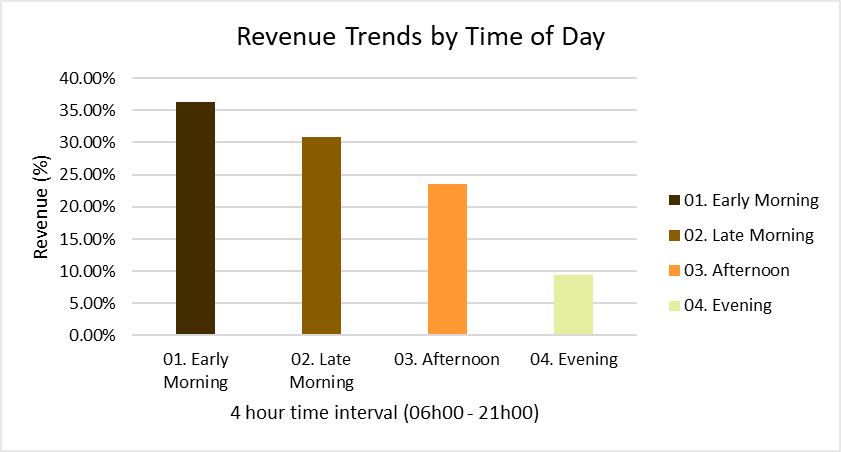 Revenue Trends by Time of Day
40.00%
35.00%
30.00%
25.00%
20.00%
15.00%
10.00%
5.00%
0.00%
Revenue (%)
01. Early
Morning
02. Late
Morning
03. Afternoon
04. Evening
4 hour time interval (06h00 - 21h00)
01. Early Morning
02. Late Morning
03. Afternoon
04. Evening